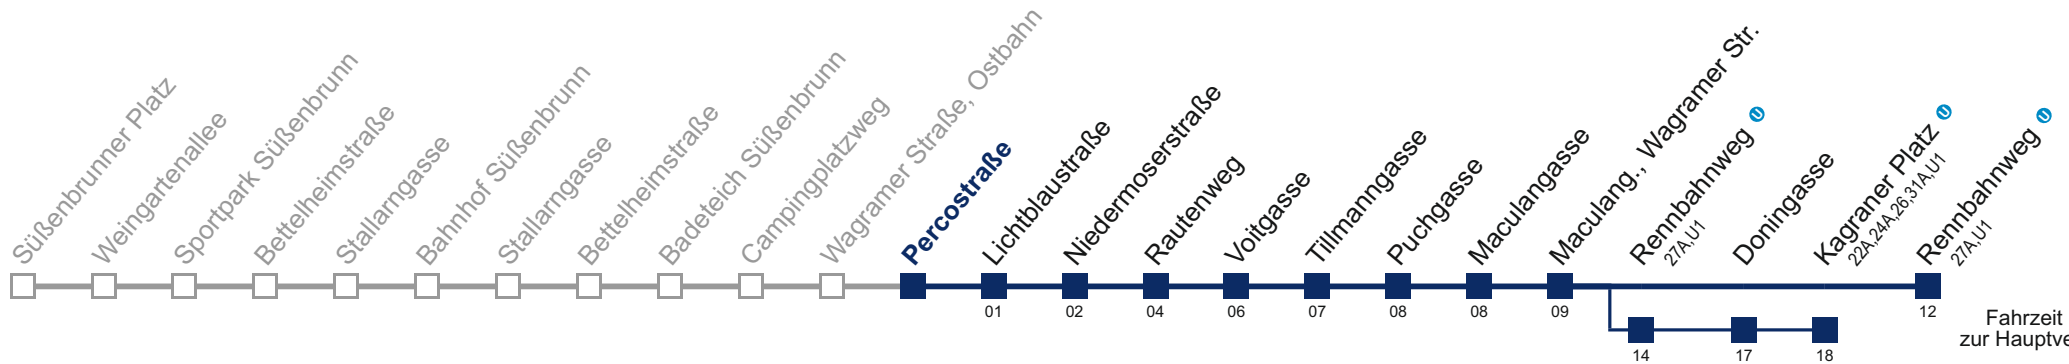 Süßenbrunner Platz
Weingartenallee
Sportpark Süßenbrunn
Bettelheimstraße
Stallarngasse
Bahnhof Süßenbrunn
Stallarngasse
Bettelheimstraße
Badeteich Süßenbrunn
Campingplatzweg
Wagramer Straße, Ostbahn
Percostraße
Lichtblaustraße
Niedermoserstraße
Rautenweg
Voitgasse
Tillmanngasse
Puchgasse
Maculangasse
Maculang., Wagramer Str.
Rennbahnweg U
27A,U1
Doningasse
Kagraner Platz U
22A,24A,26,31A,U1
Rennbahnweg U
27A,U1
01 02 04 06 07 08 08 09 12
14 17 18
Fahrzeit
zur Hauptve